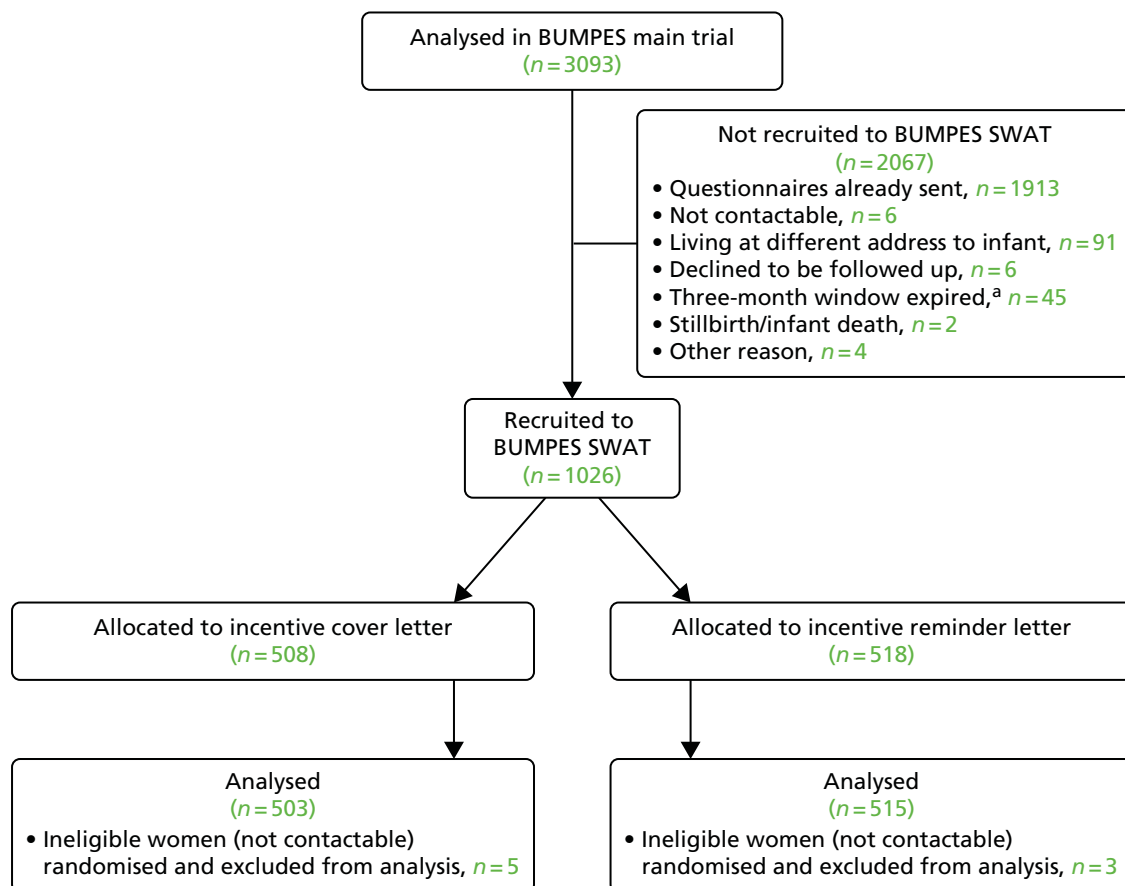 Analysed in BUMPES main trial
(n=3093)
Not recruited to BUMPES SWAT
(n=2067)
• Questionnaires already sent, n=1913
• Not contactable, n=6
• Living at different address to infant, n=91
• Declined to be followed up, n=6
• Three-month window expired,ᵃ n=45
• Stillbirth/infant death, n=2
• Other reason, n=4
Recruited to
BUMPES SWAT
(n=1026)
Allocated to incentive cover letter
(n=508)
Allocated to incentive reminder letter
(n=518)
Analysed
(n=503)
• Ineligible women (not contactable)
randomised and excluded from analysis, n=5
Analysed
(n=515)
• Ineligible women (not contactable)
randomised and excluded from analysis, n=3